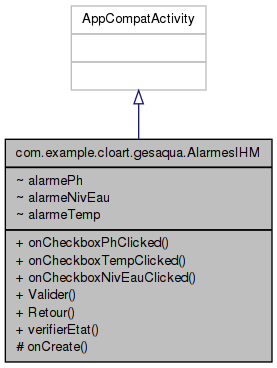 AppCompatActivity
com.example.cloart.gesaqua.AlarmesIHM
~ alarmePh
~ alarmeNivEau
~ alarmeTemp
+ onCheckboxPhClicked()
+ onCheckboxTempClicked()
+ onCheckboxNivEauClicked()
+ Valider()
+ Retour()
+ verifierEtat()
# onCreate()